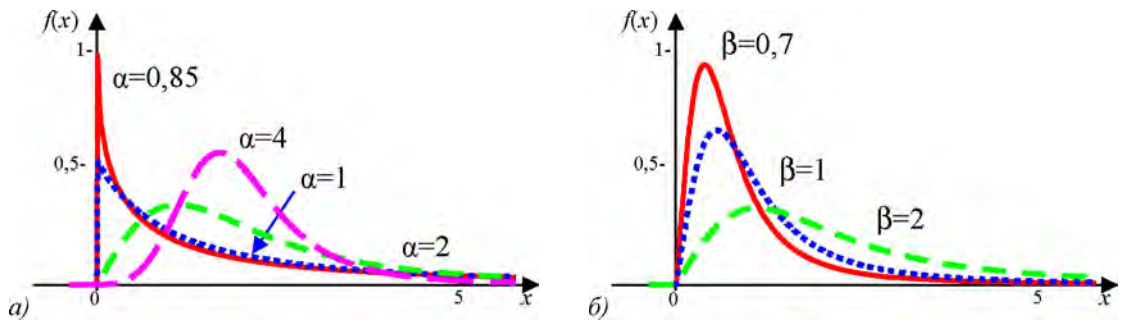 f(x)
1-
α=0,85
α=4
0,5-
α=1
α=2
0
5
x
а)
f(x)
1-
β=0,7
0,5-
β=1
β=2
0
5
x
б)